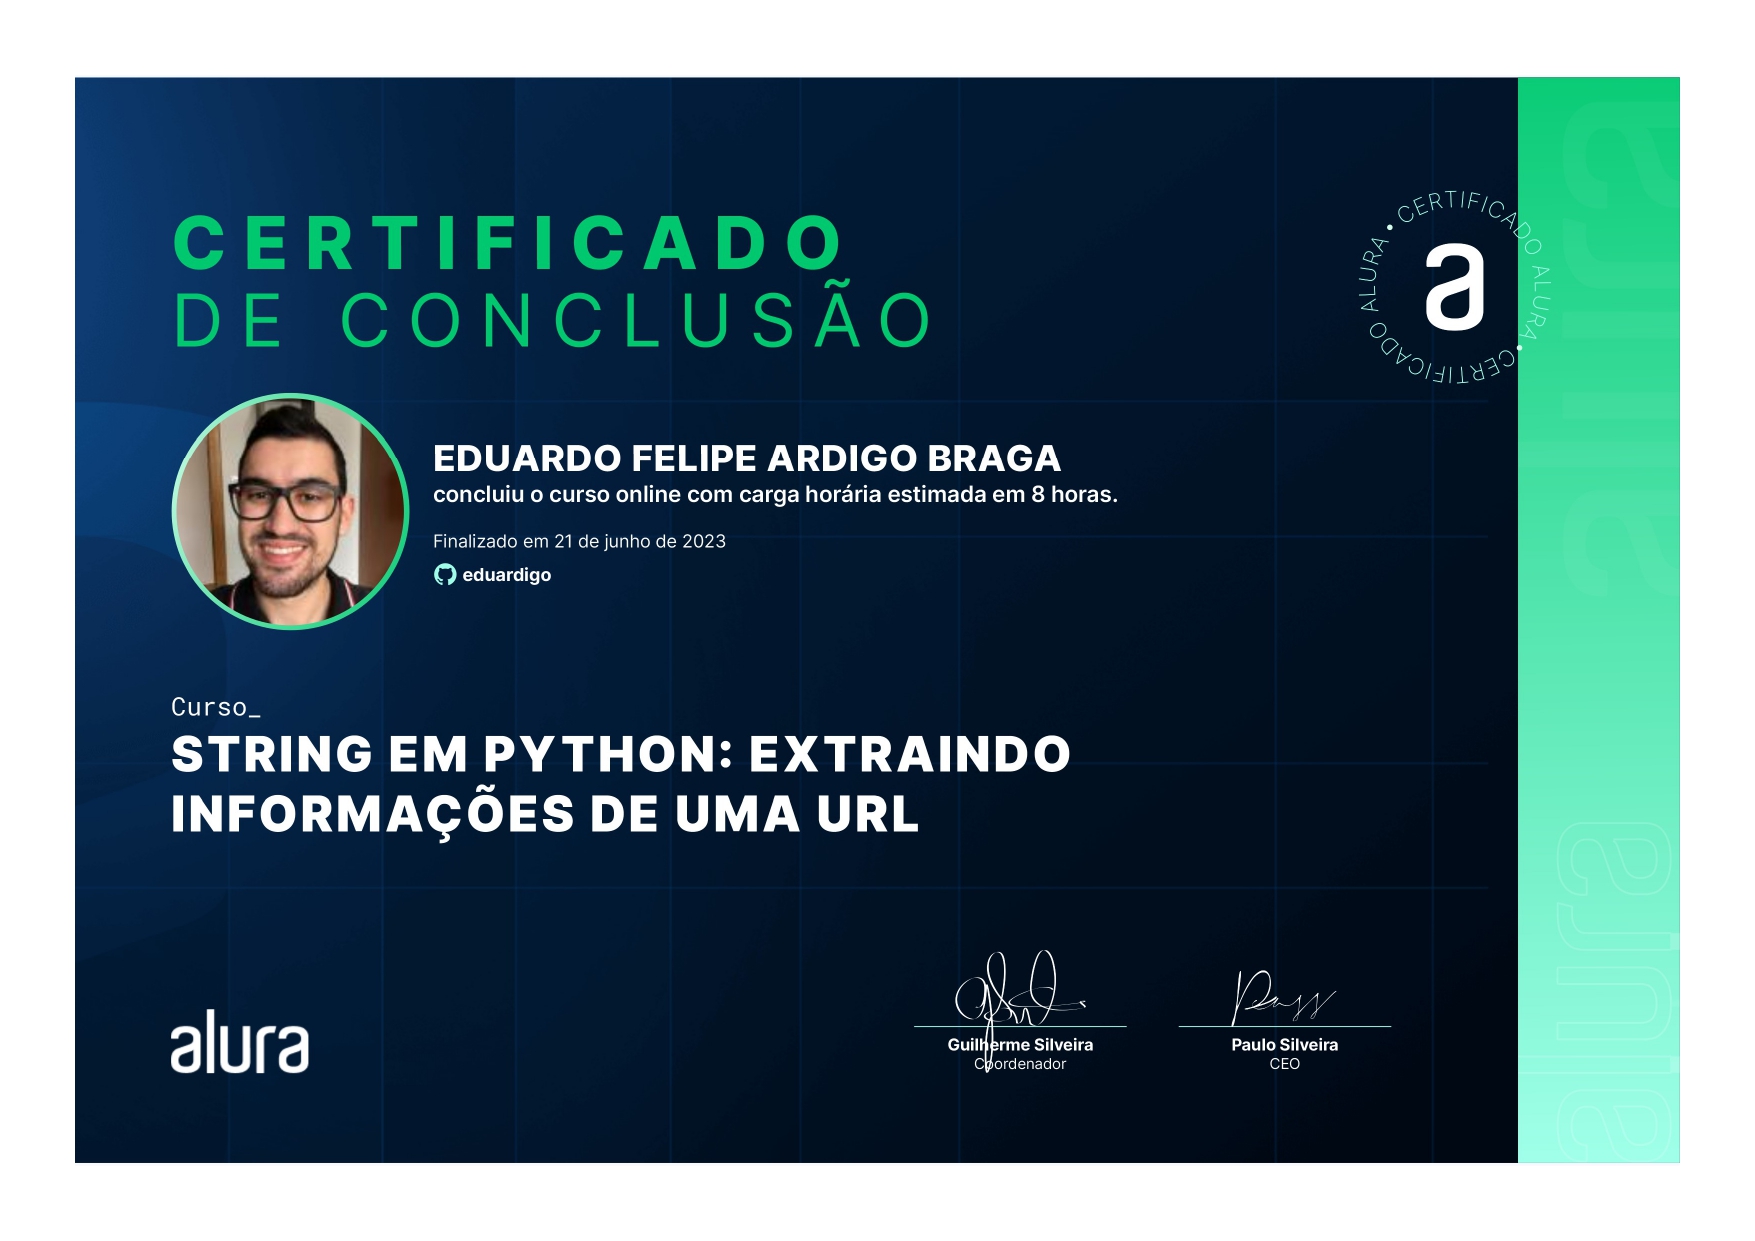 CERTIFICADO
DE CONCLUSÃO
CERTIFICADO ALURA • CERTIFICADO ALURA •
a
EDUARDO FELIPE ARDIGO BRAGA
concluiu o curso online com carga horária estimada em 8 horas.
Finalizado em 21 de junho de 2023
eduardigo
Curso_
STRING EM PYTHON: EXTRAINDO
INFORMAÇÕES DE UMA URL
alura
Guilherme Silveira
Coordenador
Paulo Silveira
CEO
alura
alura